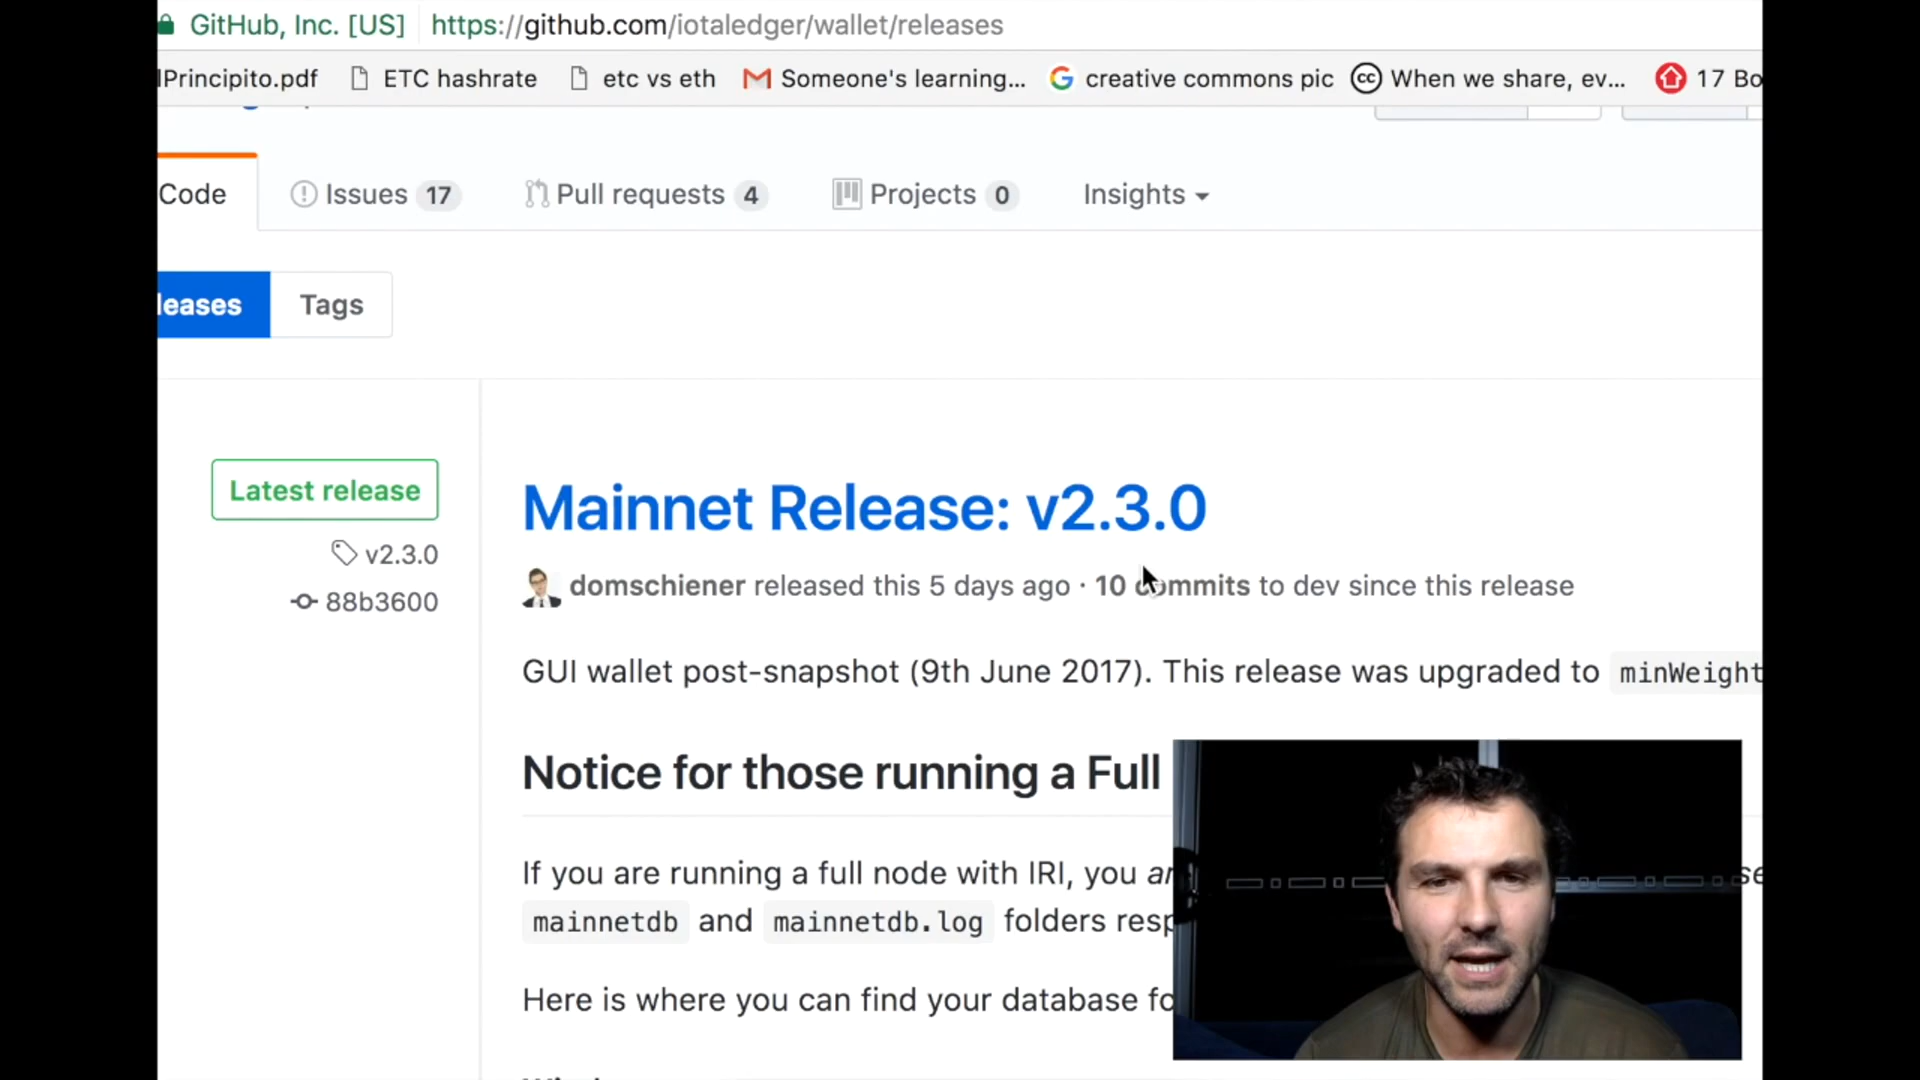 GitHub, Inc. [US] https://github.com/iotaledger/wallet/releases
Principito.pdf ETC hashrate etc vs eth Someone's learning... creative commons pic cc When we share, ev... 17 Bo
Code Issues 17 Pull requests 4 Projects 0 Insights
leases Tags
Latest release
v2.3.0
88b3600
Mainnet Release: v2.3.0
domschiener released this 5 days ago · 10 commits to dev since this release
GUI wallet post-snapshot (9th June 2017). This release was upgraded to minWeight
Notice for those running a Full
If you are running a full node with IRI, you
mainnetdb and mainnetdb.log folders resp
Here is where you can find your database fo